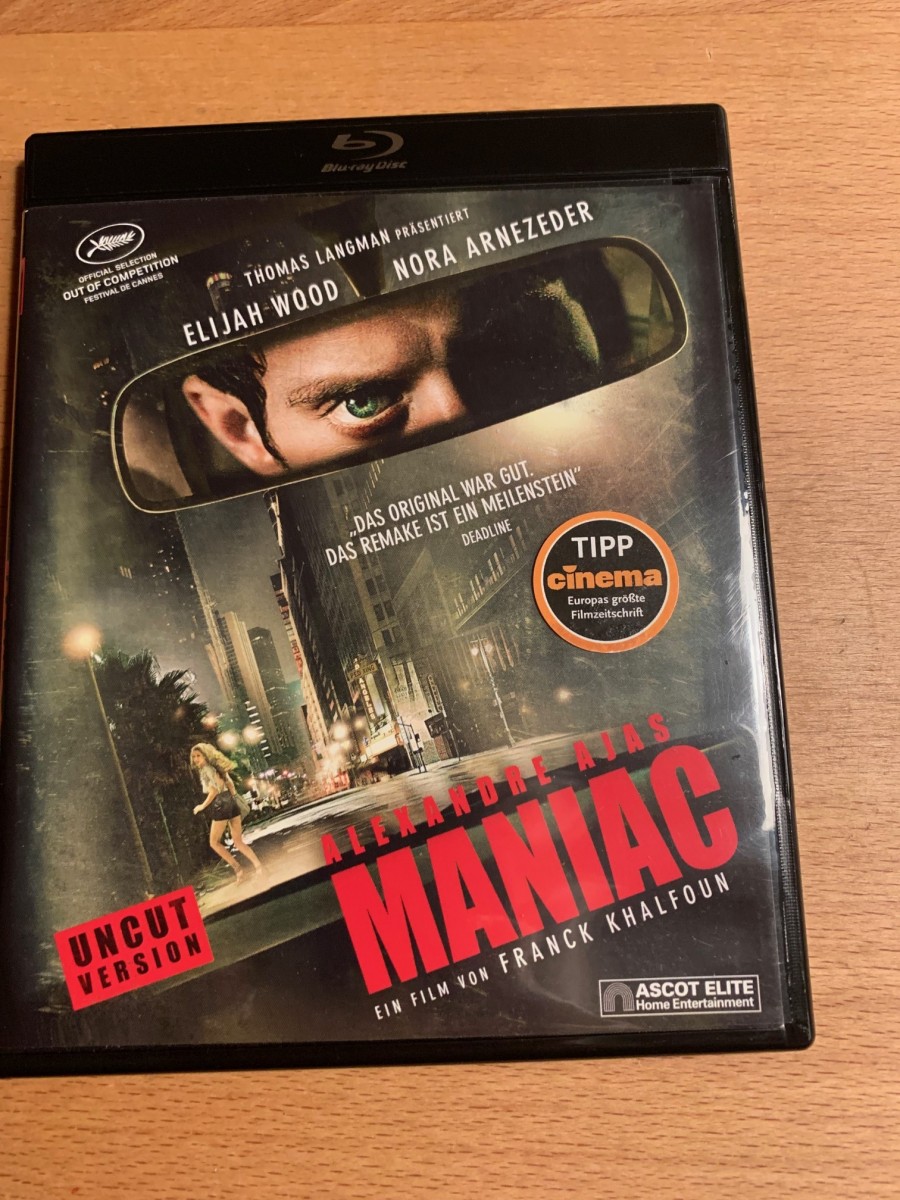 Blu-ray Disc
OFFICIAL SELECTION
OUT OF COMPETITION
FESTIVAL DE CANNES
THOMAS LANGMAN PRÄSENTIERT
ELIJAH WOOD NORA ARNEZEDER
„DAS ORIGINAL WAR GUT.
DAS REMAKE IST EIN MEILENSTEIN“
DEADLINE
TIPP
cinema
Europas größte
Filmzeitschrift
ALEXANDRE AJAS
MANIAC
EIN FILM VON FRANCK KHALFOUN
UNCUT
VERSION
ASCOT ELITE
Home Entertainment